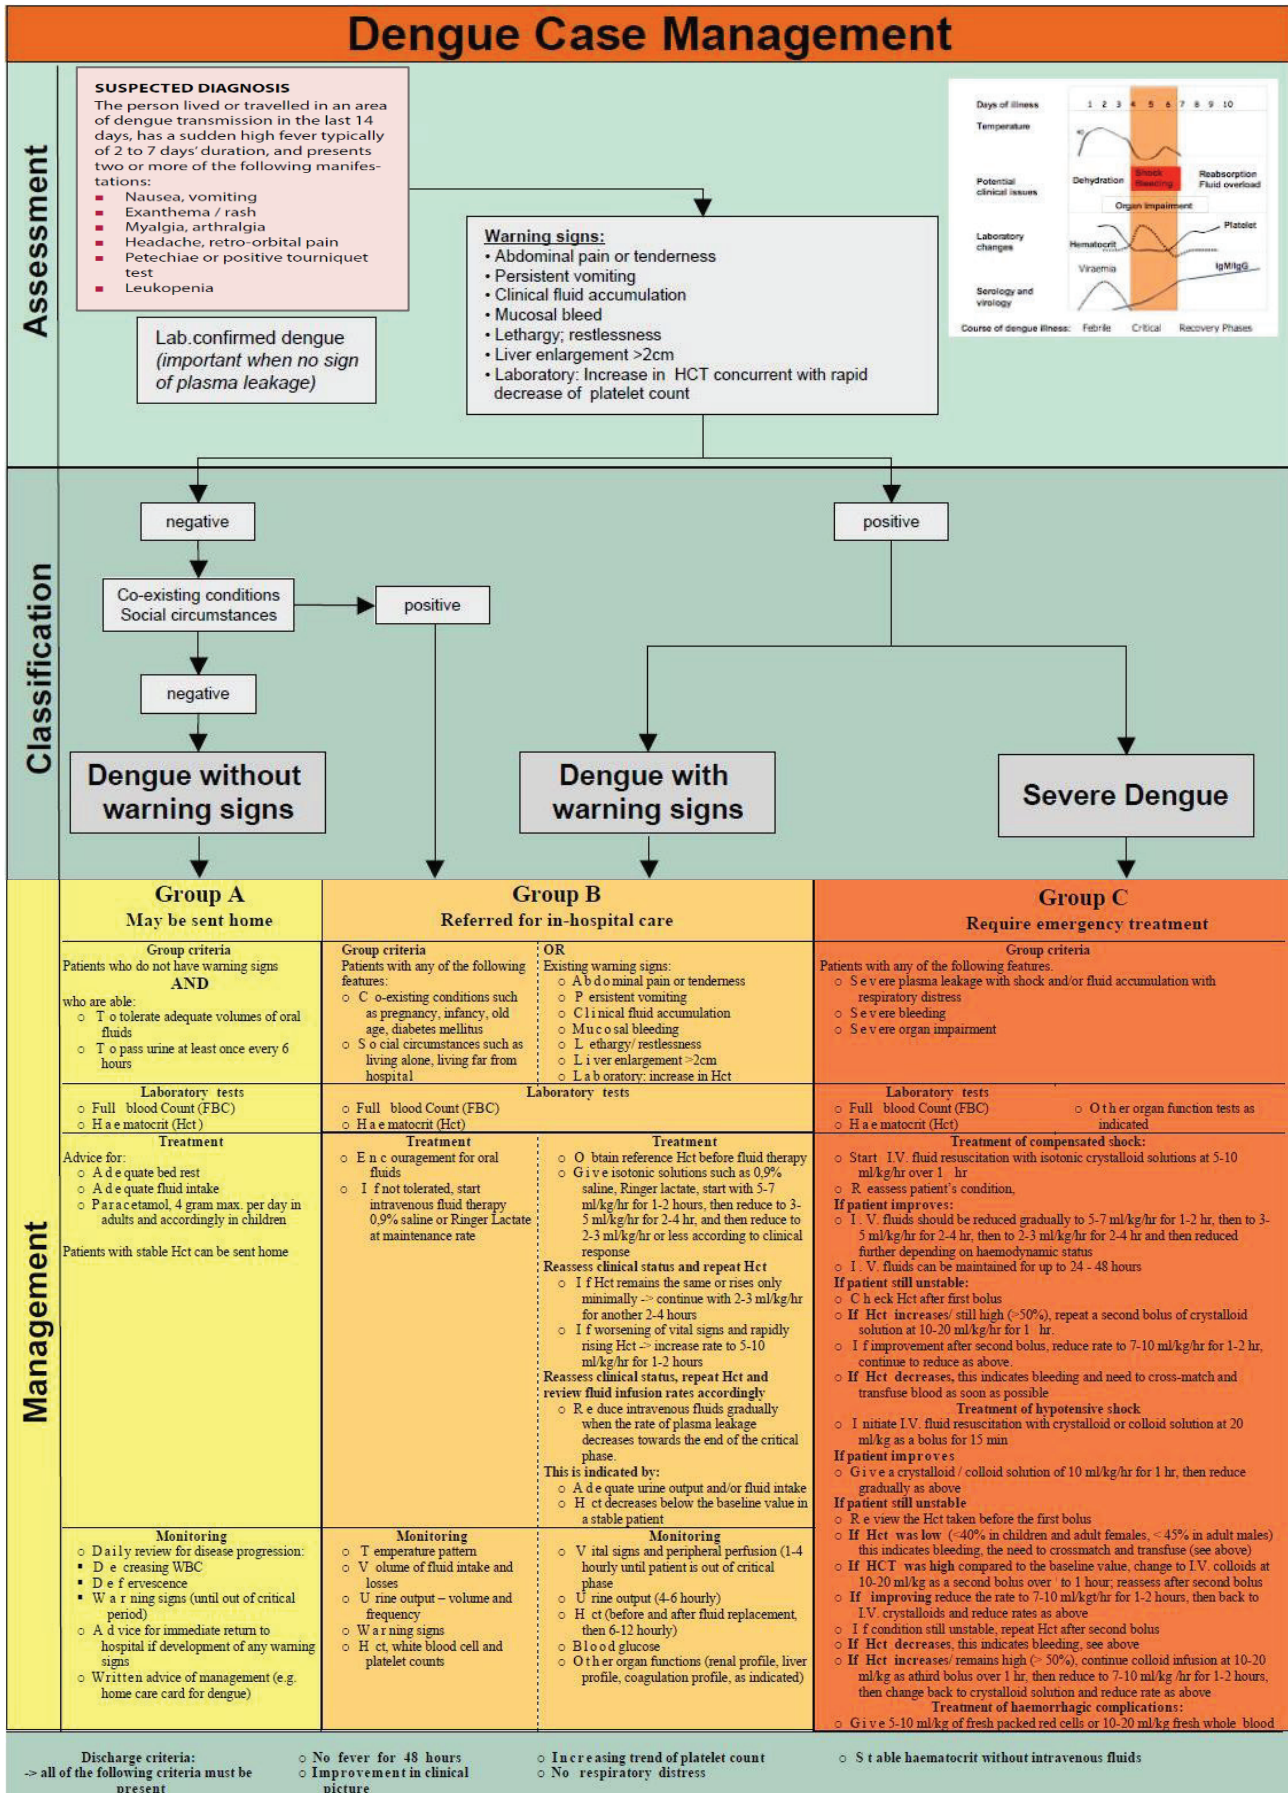 Dengue Case Management
Assessment
SUSPECTED DIAGNOSIS
The person lived or travelled in an area
of dengue transmission in the last 14
days, has a sudden high fever typically
of 2 to 7 days' duration, and presents
two or more of the following manifes-
tations:
Nausea, vomiting
Exanthema / rash
Myalgia, arthralgia
Headache, retro-orbital pain
Petechiae or positive tourniquet
test
Leukopenia
Lab.confirmed dengue
(important when no sign
of plasma leakage)
Warning signs:
• Abdominal pain or tenderness
• Persistent vomiting
• Clinical fluid accumulation
• Mucosal bleed
• Lethargy; restlessness
• Liver enlargement >2cm
• Laboratory: Increase in HCT concurrent with rapid
decrease of platelet count
Days of illness 1 2 3 4 5 6 7 8 9 10
Temperature
40
Potential
clinical issues
Dehydration
Shock
Bleeding
Reabsorption
Fluid overload
Organ Impairment
Laboratory
changes
Platelet
Hematocrit
Viraemia
IgM/IgG
Serology and
virology
Course of dengue illness: Febrile Critical Recovery Phases
Classification
negative
positive
Co-existing conditions
Social circumstances
positive
negative
Dengue without
warning signs
Dengue with
warning signs
Severe Dengue
Management
Group A
May be sent home
Group criteria
Patients who do not have warning signs
AND
who are able:
○ To tolerate adequate volumes of oral
fluids
○ To pass urine at least once every 6
hours
Laboratory tests
○ Full blood Count (FBC)
○ Haematocrit (Hct)
Treatment
Advice for:
○ Adequate bed rest
○ Adequate fluid intake
○ Paracetamol, 4 gram max. per day in
adults and accordingly in children
Patients with stable Hct can be sent home
Monitoring
○ Daily review for disease progression:
▪ Decreasing WBC
▪ Defervescence
▪ Warning signs (until out of critical
period)
○ Advice for immediate return to
hospital if development of any warning
signs
○ Written advice of management (e.g.
home care card for dengue)
Group B
Referred for in-hospital care
Group criteria
Patients with any of the following
features:
○ Co-existing conditions such
as pregnancy, infancy, old
age, diabetes mellitus
○ Social circumstances such as
living alone, living far from
hospital
OR
Existing warning signs:
○ Abdominal pain or tenderness
○ Persistent vomiting
○ Clinical fluid accumulation
○ Mucosal bleeding
○ Lethargy/ restlessness
○ Liver enlargement >2cm
○ Laboratory: increase in Hct
Laboratory tests
○ Full blood Count (FBC)
○ Haematocrit (Hct)
Treatment
○ Encouragement for oral
fluids
○ If not tolerated, start
intravenous fluid therapy
0,9% saline or Ringer Lactate
at maintenance rate
Treatment
○ Obtain reference Hct before fluid therapy
○ Give isotonic solutions such as 0,9%
saline, Ringer lactate, start with 5-7
ml/kg/hr for 1-2 hours, then reduce to 3-
5 ml/kg/hr for 2-4 hr, and then reduce to
2-3 ml/kg/hr or less according to clinical
response
Reassess clinical status and repeat Hct
○ If Hct remains the same or rises only
minimally -> continue with 2-3 ml/kg/hr
for another 2-4 hours
○ If worsening of vital signs and rapidly
rising Hct -> increase rate to 5-10
ml/kg/hr for 1-2 hours
Reassess clinical status, repeat Hct and
review fluid infusion rates accordingly
○ Reduce intravenous fluids gradually
when the rate of plasma leakage
decreases towards the end of the critical
phase.
This is indicated by:
○ Adequate urine output and/or fluid intake
○ Hct decreases below the baseline value in
a stable patient
Monitoring
○ Temperature pattern
○ Volume of fluid intake and
losses
○ Urine output – volume and
frequency
○ Warning signs
○ Hct, white blood cell and
platelet counts
Monitoring
○ Vital signs and peripheral perfusion (1-4
hourly until patient is out of critical
phase
○ Urine output (4-6 hourly)
○ Hct (before and after fluid replacement,
then 6-12 hourly)
○ Blood glucose
○ Other organ functions (renal profile, liver
profile, coagulation profile, as indicated)
Group C
Require emergency treatment
Group criteria
Patients with any of the following features.
○ Severe plasma leakage with shock and/or fluid accumulation with
respiratory distress
○ Severe bleeding
○ Severe organ impairment
Laboratory tests
○ Full blood Count (FBC)
○ Haematocrit (Hct)
○ Other organ function tests as
indicated
Treatment of compensated shock:
○ Start I.V. fluid resuscitation with isotonic crystalloid solutions at 5-10
ml/kg/hr over 1 hr
○ Reassess patient's condition,
If patient improves:
○ I.V. fluids should be reduced gradually to 5-7 ml/kg/hr for 1-2 hr, then to 3-
5 ml/kg/hr for 2-4 hr, then to 2-3 ml/kg/hr for 2-4 hr and then reduced
further depending on haemodynamic status
○ I.V. fluids can be maintained for up to 24 - 48 hours
If patient still unstable:
○ Check Hct after first bolus
○ If Hct increases/ still high (>50%), repeat a second bolus of crystalloid
solution at 10-20 ml/kg/hr for 1 hr.
○ If improvement after second bolus, reduce rate to 7-10 ml/kg/hr for 1-2 hr,
continue to reduce as above.
○ If Hct decreases, this indicates bleeding and need to cross-match and
transfuse blood as soon as possible
Treatment of hypotensive shock
○ Initiate I.V. fluid resuscitation with crystalloid or colloid solution at 20
ml/kg as a bolus for 15 min
If patient improves
○ Give a crystalloid / colloid solution of 10 ml/kg/hr for 1 hr, then reduce
gradually as above
If patient still unstable
○ Review the Hct taken before the first bolus
○ If Hct was low (<40% in children and adult females, < 45% in adult males)
this indicates bleeding, the need to crossmatch and transfuse (see above)
○ If HCT was high compared to the baseline value, change to I.V. colloids at
10-20 ml/kg as a second bolus over to 1 hour; reassess after second bolus
○ If improving reduce the rate to 7-10 ml/kg/hr for 1-2 hours, then back to
I.V. crystalloids and reduce rates as above
○ If condition still unstable, repeat Hct after second bolus
○ If Hct decreases, this indicates bleeding, see above
○ If Hct increases/ remains high (> 50%), continue colloid infusion at 10-20
ml/kg as athird bolus over 1 hr, then reduce to 7-10 ml/kg /hr for 1-2 hours,
then change back to crystalloid solution and reduce rate as above
Treatment of haemorrhagic complications:
○ Give 5-10 ml/kg of fresh packed red cells or 10-20 ml/kg fresh whole blood
Discharge criteria:
-> all of the following criteria must be
present
○ No fever for 48 hours
○ Improvement in clinical
picture
○ Increasing trend of platelet count
○ No respiratory distress
○ Stable haematocrit without intravenous fluids